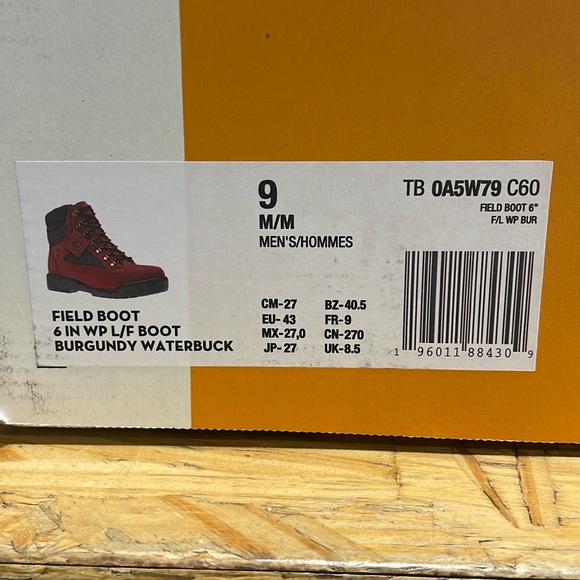 9
M/M
MEN'S/HOMMES
TB 0A5W79 C60
FIELD BOOT 6"
F/L WP BUR
FIELD BOOT
6 IN WP L/F BOOT
BURGUNDY WATERBUCK
CM-27 BZ-40.5
EU-43 FR-9
MX-27,0 CN-270
JP-27 UK-8.5
1 96011 88430 9